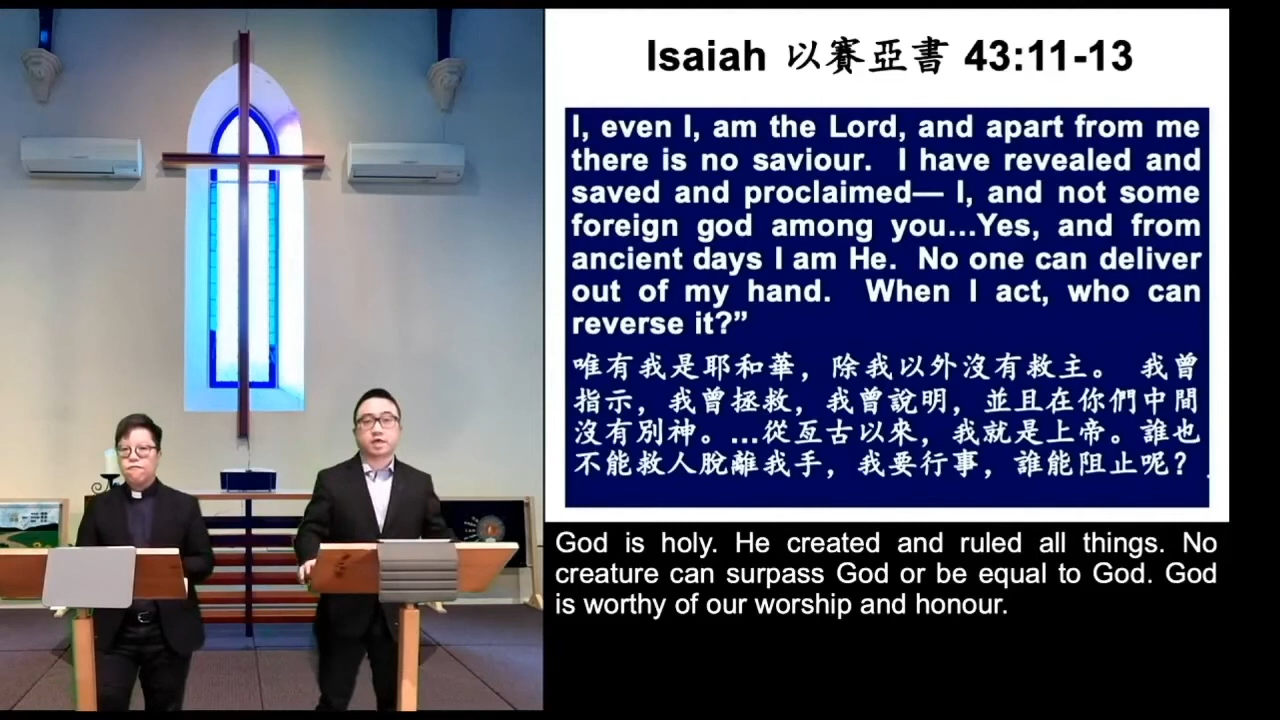 Isaiah 以賽亞書 43:11-13
I, even I, am the Lord, and apart from me
there is no saviour. I have revealed and
saved and proclaimed— I, and not some
foreign god among you...Yes, and from
ancient days I am He. No one can deliver
out of my hand. When I act, who can
reverse it?”
唯有我是耶和華，除我以外沒有救主。 我曾
指示，我曾拯救，我曾說明，並且在你們中間
沒有別神。...從亙古以來，我就是上帝。誰也
不能救人脫離我手，我要行事，誰能阻止呢？
God is holy. He created and ruled all things. No
creature can surpass God or be equal to God. God
is worthy of our worship and honour.